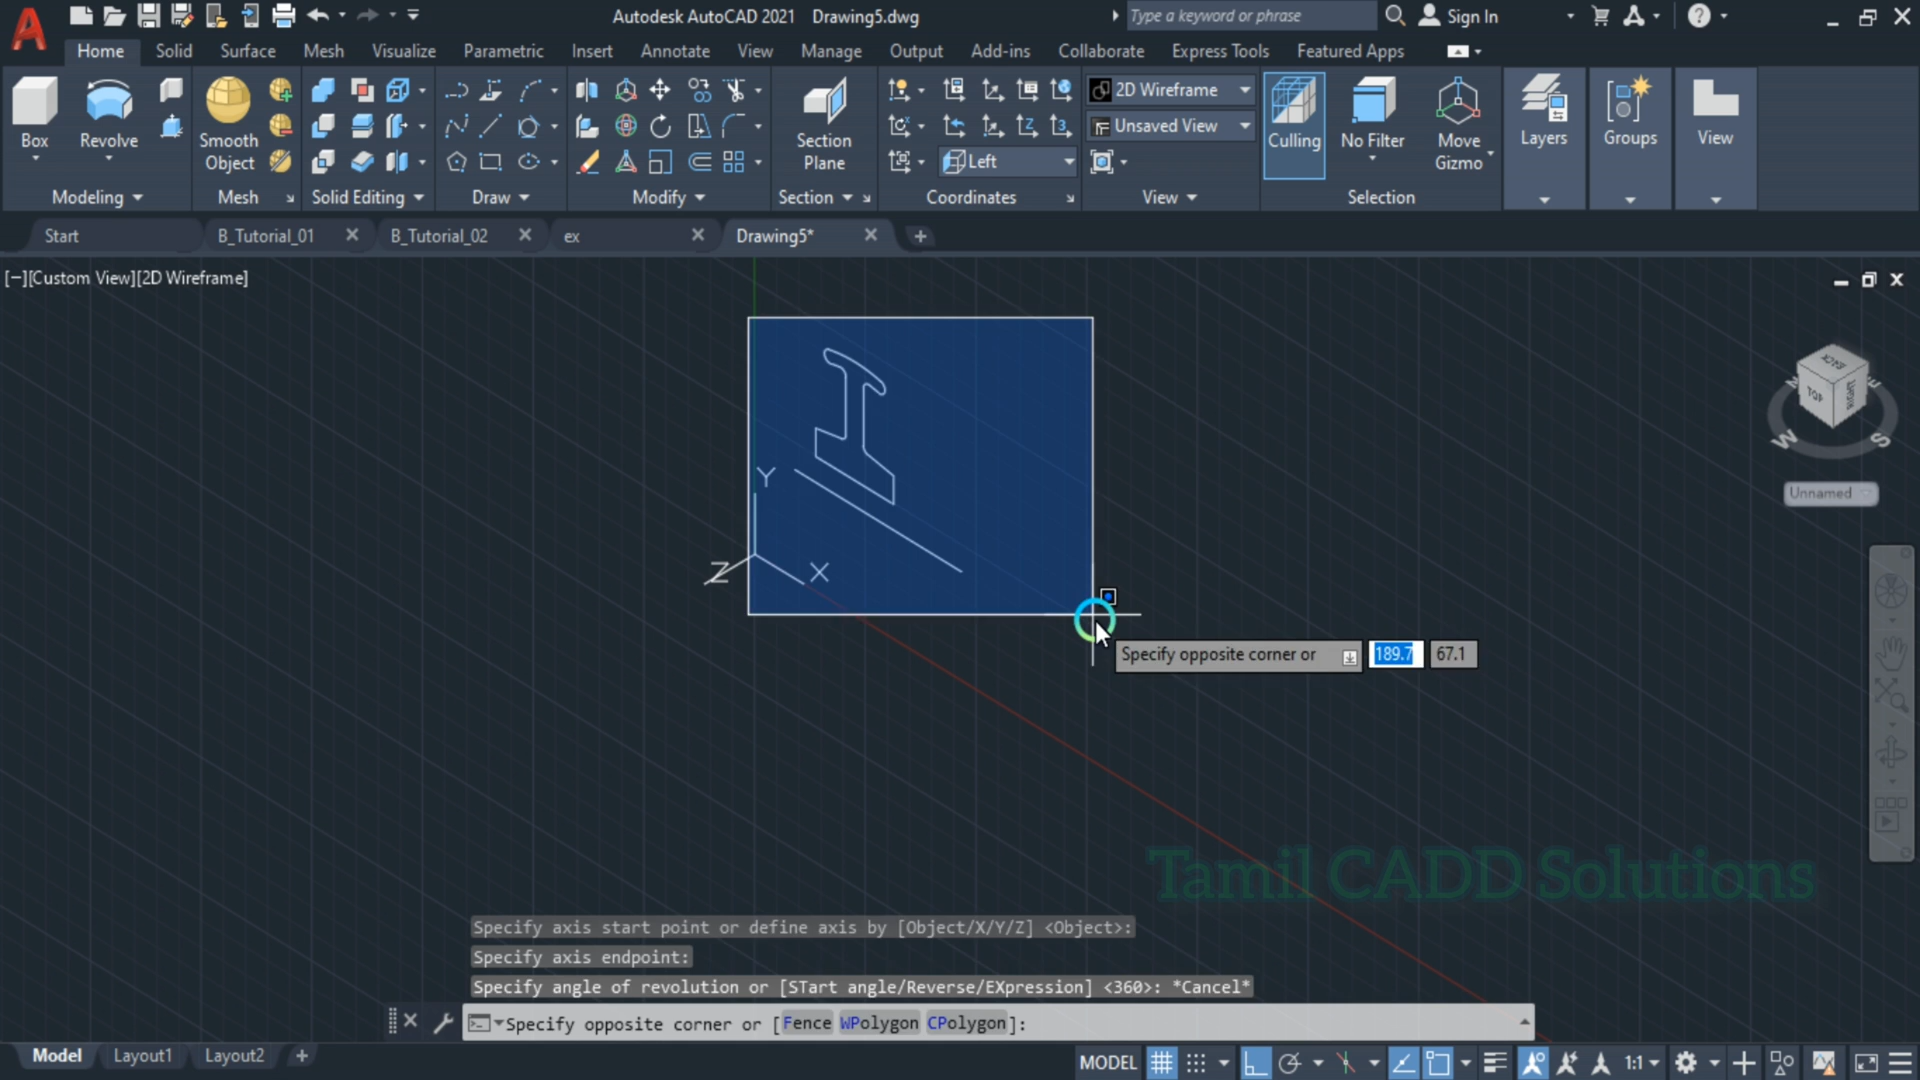 Autodesk AutoCAD 2021 Drawing5.dwg
Type a keyword or phrase
Sign In
Home Solid Surface Mesh Visualize Parametric Insert Annotate View Manage Output Add-ins Collaborate Express Tools Featured Apps
Box
Revolve
Smooth
Object
Section
Plane
2D Wireframe
Unsaved View
Left
Culling
No Filter
Move
Gizmo
Layers
Groups
View
Modeling Mesh Solid Editing Draw Modify Section Coordinates View Selection
Start B_Tutorial_01 B_Tutorial_02 ex Drawing5*
[−][Custom View][2D Wireframe]
BACK
TOP
W S
Unnamed
Y
Z X
Specify opposite corner or 189.7 67.1
Tamil CADD Solutions
Specify axis start point or define axis by [Object/X/Y/Z] <Object>:
Specify axis endpoint:
Specify angle of revolution or [STart angle/Reverse/EXpression] <360>: *Cancel*
Specify opposite corner or [Fence WPolygon CPolygon]:
Model Layout1 Layout2
MODEL 1:1